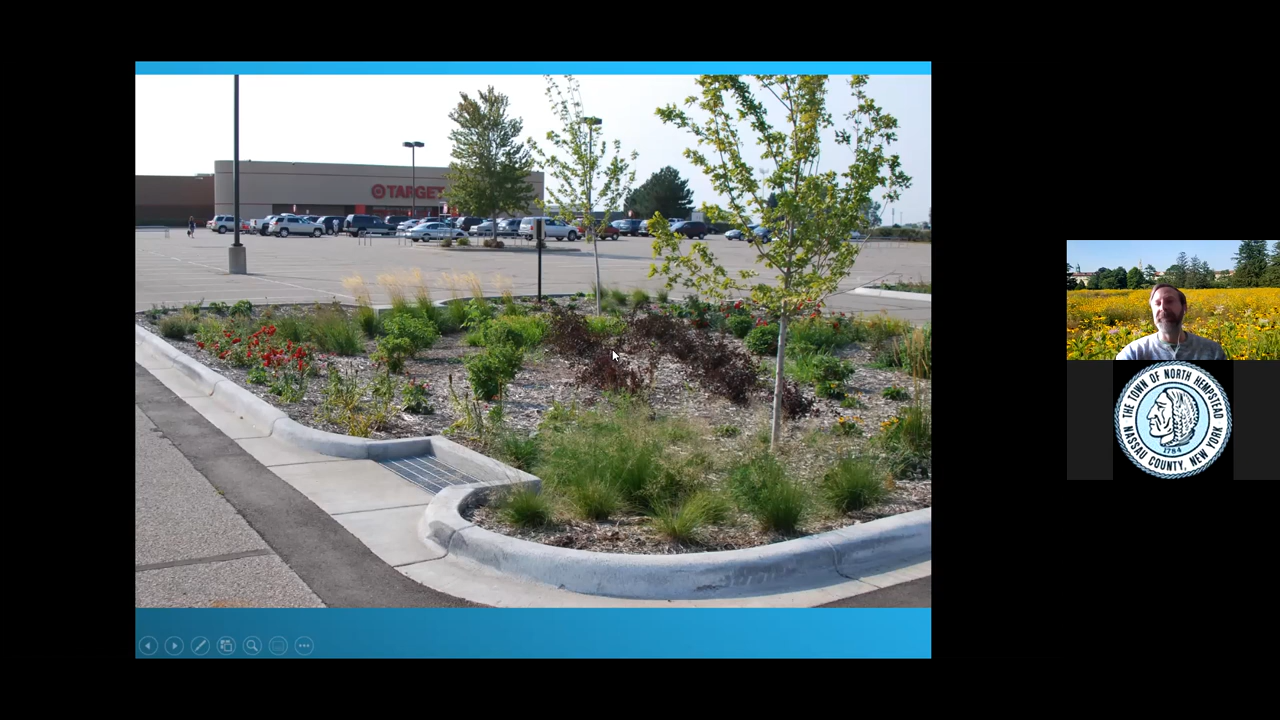 TARGET
THE TOWN OF NORTH HEMPSTEAD
1784
NASSAU COUNTY, NEW YORK